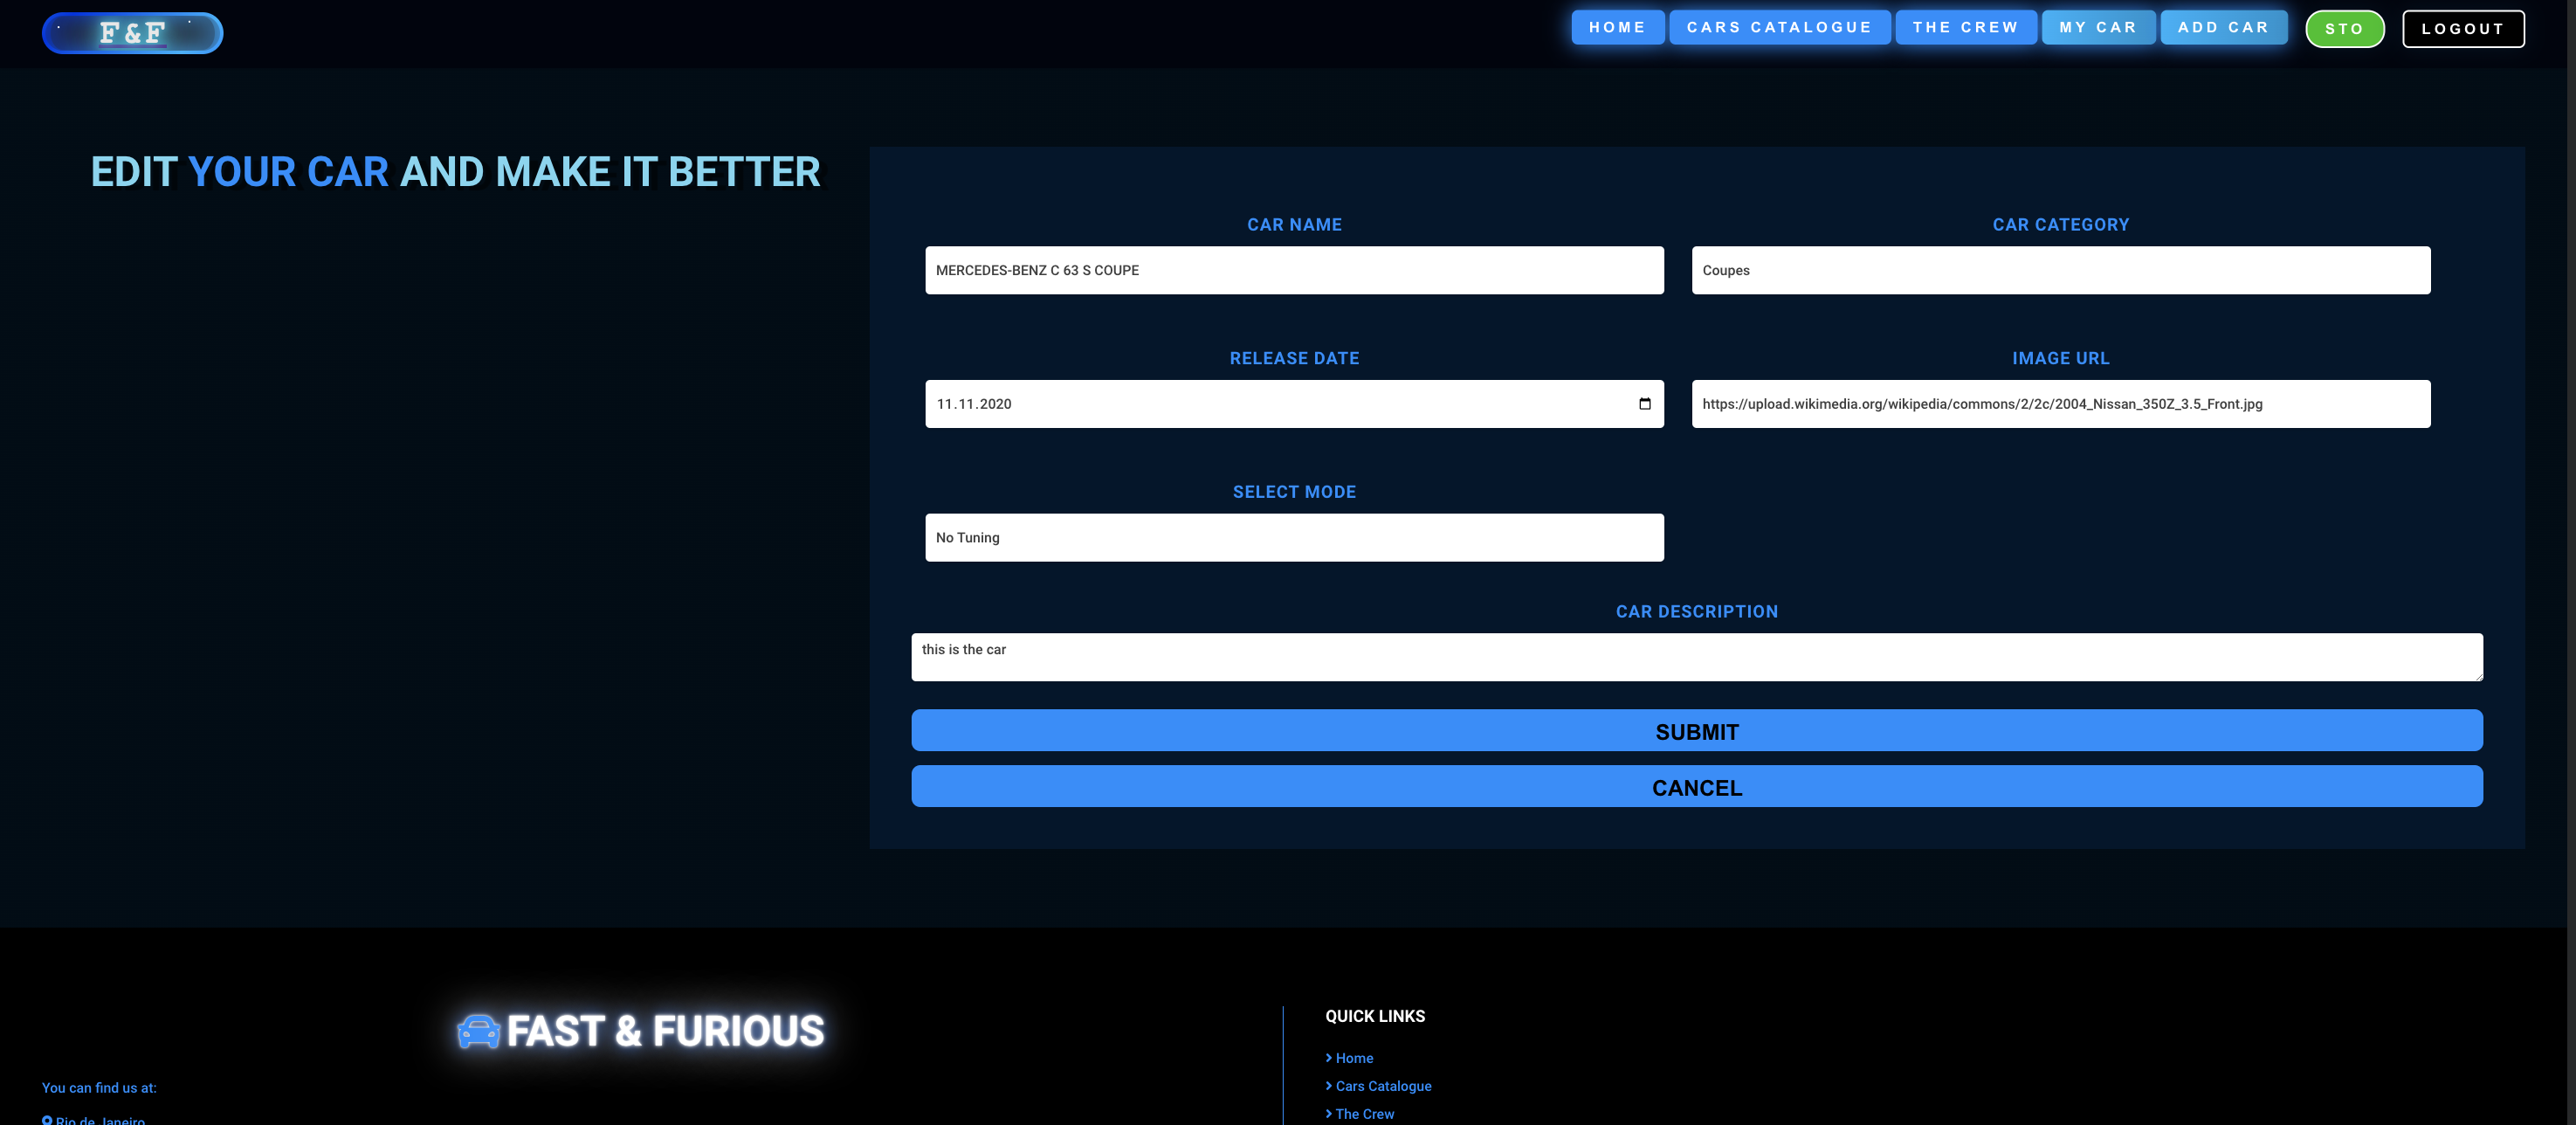 F&F
HOME CARS CATALOGUE THE CREW MY CAR ADD CAR STO LOGOUT
EDIT YOUR CAR AND MAKE IT BETTER
CAR NAME
MERCEDES-BENZ C 63 S COUPE
CAR CATEGORY
Coupes
RELEASE DATE
11.11.2020
IMAGE URL
https://upload.wikimedia.org/wikipedia/commons/2/2c/2004_Nissan_350Z_3.5_Front.jpg
SELECT MODE
No Tuning
CAR DESCRIPTION
this is the car
SUBMIT
CANCEL
FAST & FURIOUS
You can find us at:
Rio de Janeiro
QUICK LINKS
Home
Cars Catalogue
The Crew